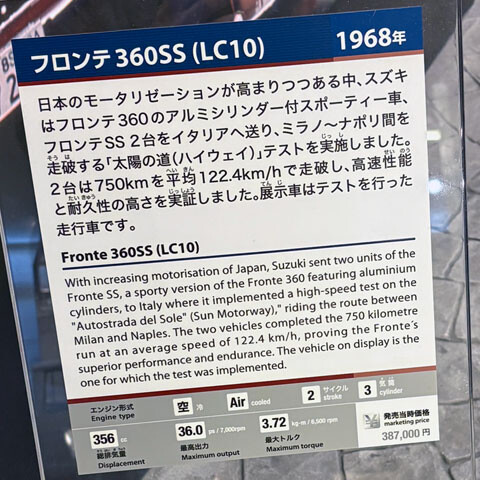 フロンテ360SS (LC10) 1968年
日本のモータリゼーションが高まりつつある中、スズキ
はフロンテ360のアルミシリンダー付スポーティー車、
フロンテSS 2台をイタリアへ送り、ミラノ〜ナポリ間を
走破する「太陽の道(ハイウェイ)」テストを実施しました。
2台は750kmを平均122.4km/hで走破し、高速性能
と耐久性の高さを実証しました。展示車はテストを行った
走行車です。
Fronte 360SS (LC10)
With increasing motorisation of Japan, Suzuki sent two units of the
Fronte SS, a sporty version of the Fronte 360 featuring aluminium
cylinders, to Italy where it implemented a high-speed test on the
"Autostrada del Sole" (Sun Motorway)," riding the route between
Milan and Naples. The two vehicles completed the 750 kilometre
run at an average speed of 122.4 km/h, proving the Fronte's
superior performance and endurance. The vehicle on display is the
one for which the test was implemented.
エンジン形式
Engine type
空 冷
Air cooled
2 サイクル
stroke
3 気筒
cylinder
356 cc
総排気量
Displacement
36.0 ps / 7,000rpm
最高出力
Maximum output
3.72 kg-m / 6,500 rpm
最大トルク
Maximum torque
発売当時価格
marketing price
387,000円